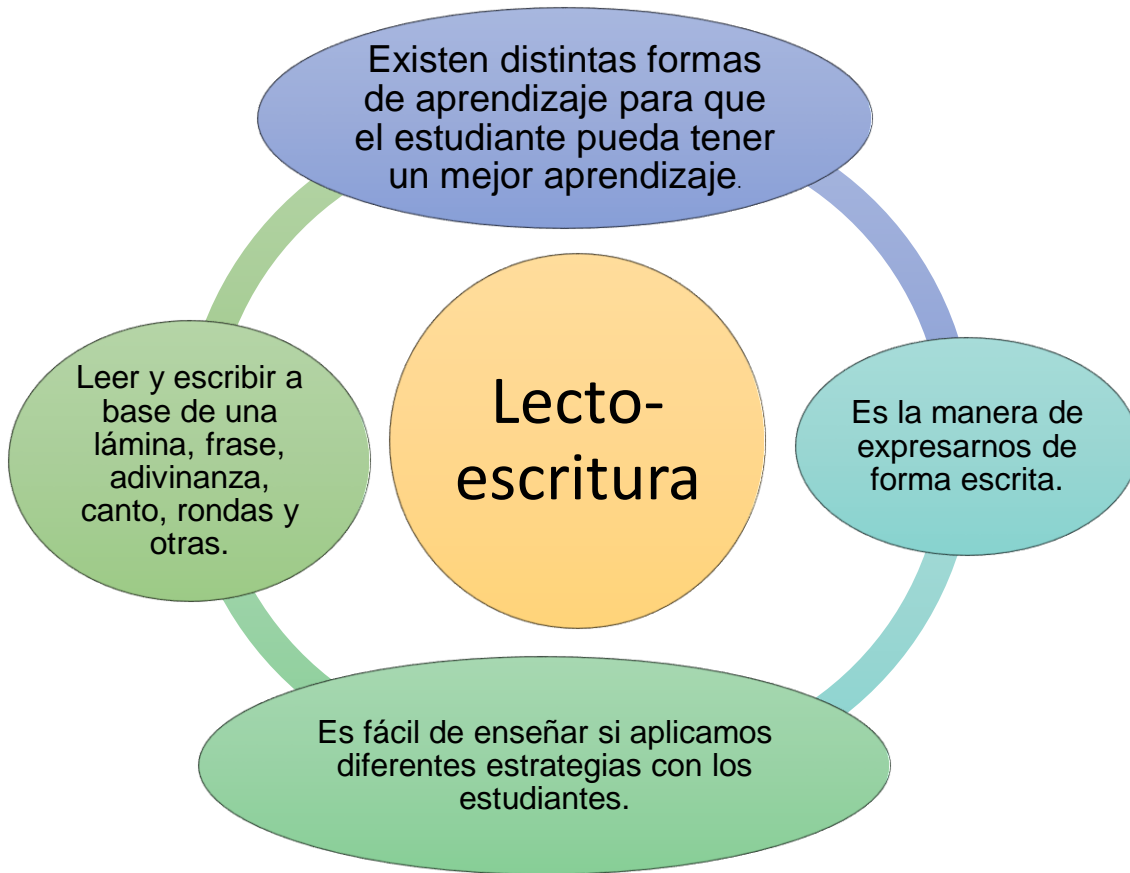 Existen distintas formas
de aprendizaje para que
el estudiante pueda tener
un mejor aprendizaje.
Lecto-
escritura
Es la manera de
expresarnos de
forma escrita.
Es fácil de enseñar si aplicamos
diferentes estrategias con los
estudiantes.
Leer y escribir a
base de una
lámina, frase,
adivinanza,
canto, rondas y
otras.